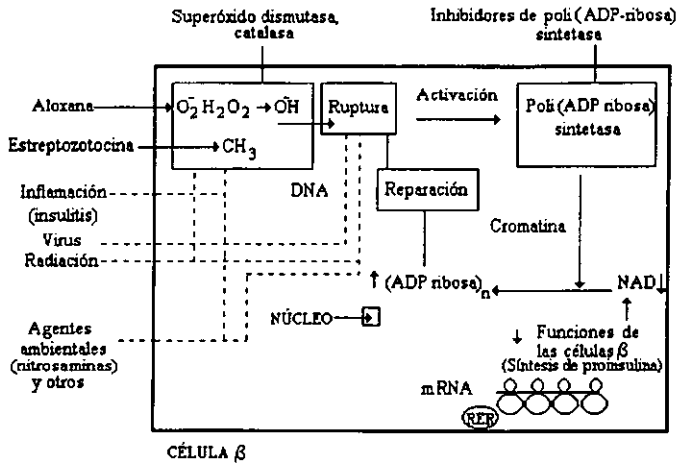 Superóxido dismutasa,
catalasa
Inhibidores de poli (ADP-ribosa)
sintetasa
Aloxana
O₂⁻ H₂O₂ → OH
Ruptura
Activación
Poli (ADP ribosa)
sintetasa
Estreptozotocina
CH₃
Inflamación
(insulitis)
DNA
Reparación
Virus
Radiación
Cromatina
↑ (ADP ribosa)n
NAD↓
NÚCLEO
Agentes
ambientales
(nitrosaminas)
y otros
↓ Funciones de
las células β
(Síntesis de proinsulina)
mRNA
RER
CÉLULA β